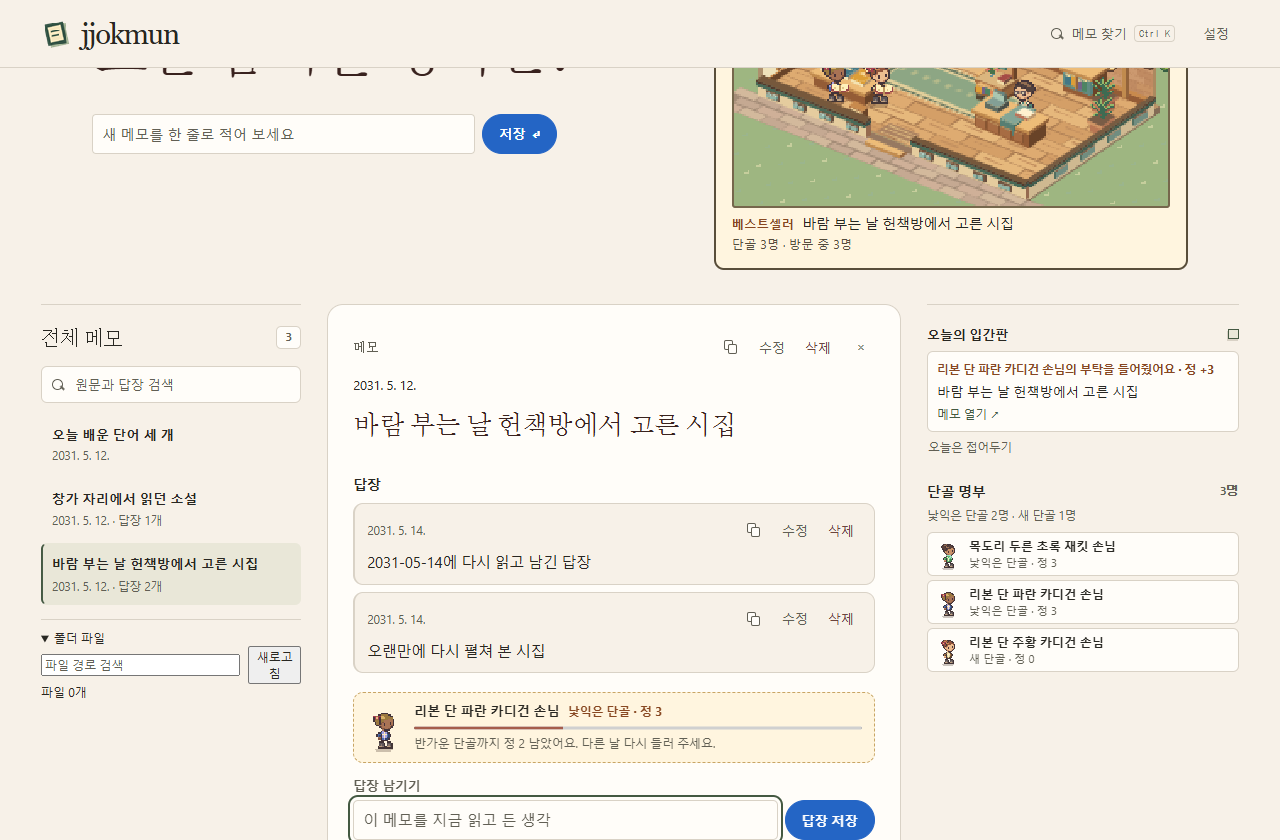 jjokmun
메모 찾기 Ctrl K 설정
새 메모를 한 줄로 적어 보세요
저장 ↲
베스트셀러 바람 부는 날 헌책방에서 고른 시집
단골 3명 · 방문 중 3명
전체 메모 3
원문과 답장 검색
오늘 배운 단어 세 개
2031. 5. 12.
창가 자리에서 읽던 소설
2031. 5. 12. · 답장 1개
바람 부는 날 헌책방에서 고른 시집
2031. 5. 12. · 답장 2개
▼ 폴더 파일
파일 경로 검색
새로고
침
파일 0개
메모 수정 삭제 ×
2031. 5. 12.
바람 부는 날 헌책방에서 고른 시집
답장
2031. 5. 14. 수정 삭제
2031-05-14에 다시 읽고 남긴 답장
2031. 5. 14. 수정 삭제
오랜만에 다시 펼쳐 본 시집
리본 단 파란 카디건 손님 낯익은 단골 · 정 3
반가운 단골까지 정 2 남았어요. 다른 날 다시 들러 주세요.
답장 남기기
이 메모를 지금 읽고 든 생각
답장 저장
오늘의 입간판
리본 단 파란 카디건 손님의 부탁을 들어줬어요 · 정 +3
바람 부는 날 헌책방에서 고른 시집
메모 열기 ↗
오늘은 접어두기
단골 명부 3명
낯익은 단골 2명 · 새 단골 1명
목도리 두른 초록 재킷 손님
낯익은 단골 · 정 3
리본 단 파란 카디건 손님
낯익은 단골 · 정 3
리본 단 주황 카디건 손님
새 단골 · 정 0